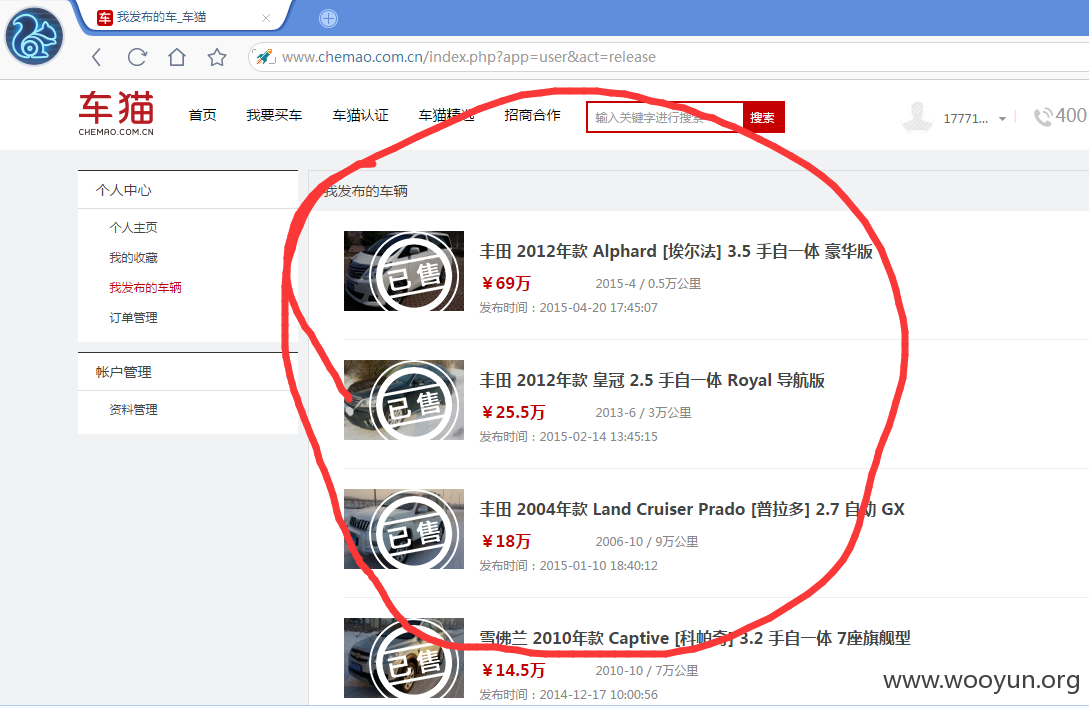 车 我发布的车_车猫
www.chemao.com.cn/index.php?app=user&act=release
车猫
CHEMAO.COM.CN
首页 我要买车 车猫认证 车猫精选 招商合作 输入关键字进行搜索 搜索 17771... 400
个人中心
个人主页
我的收藏
我发布的车辆
订单管理
帐户管理
资料管理
我发布的车辆
已售
丰田 2012年款 Alphard [埃尔法] 3.5 手自一体 豪华版
￥69万 2015-4 / 0.5万公里
发布时间：2015-04-20 17:45:07
已售
丰田 2012年款 皇冠 2.5 手自一体 Royal 导航版
￥25.5万 2013-6 / 3万公里
发布时间：2015-02-14 13:45:15
已售
丰田 2004年款 Land Cruiser Prado [普拉多] 2.7 自动 GX
￥18万 2006-10 / 9万公里
发布时间：2015-01-10 18:40:12
已售
雪佛兰 2010年款 Captive [科帕奇] 3.2 手自一体 7座旗舰型
￥14.5万 2010-10 / 7万公里
发布时间：2014-12-17 10:00:56
www.wooyun.org